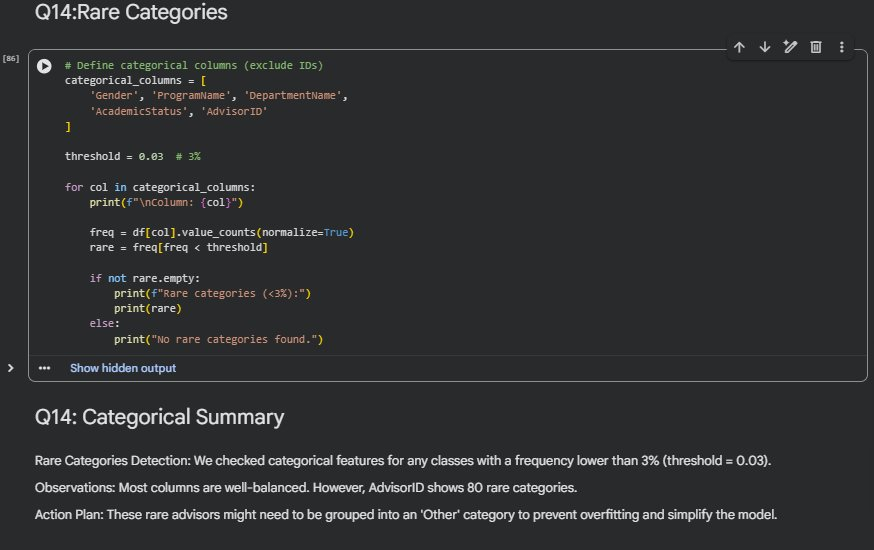 Q14:Rare Categories
[86]
# Define categorical columns (exclude IDs)
categorical_columns = [
    'Gender', 'ProgramName', 'DepartmentName',
    'AcademicStatus', 'AdvisorID'
]
threshold = 0.03  # 3%
for col in categorical_columns:
    print(f"\nColumn: {col}")
    freq = df[col].value_counts(normalize=True)
    rare = freq[freq < threshold]
    if not rare.empty:
        print(f"Rare categories (<3%):")
        print(rare)
    else:
        print("No rare categories found.")
Show hidden output
Q14: Categorical Summary
Rare Categories Detection: We checked categorical features for any classes with a frequency lower than 3% (threshold = 0.03).
Observations: Most columns are well-balanced. However, AdvisorID shows 80 rare categories.
Action Plan: These rare advisors might need to be grouped into an 'Other' category to prevent overfitting and simplify the model.